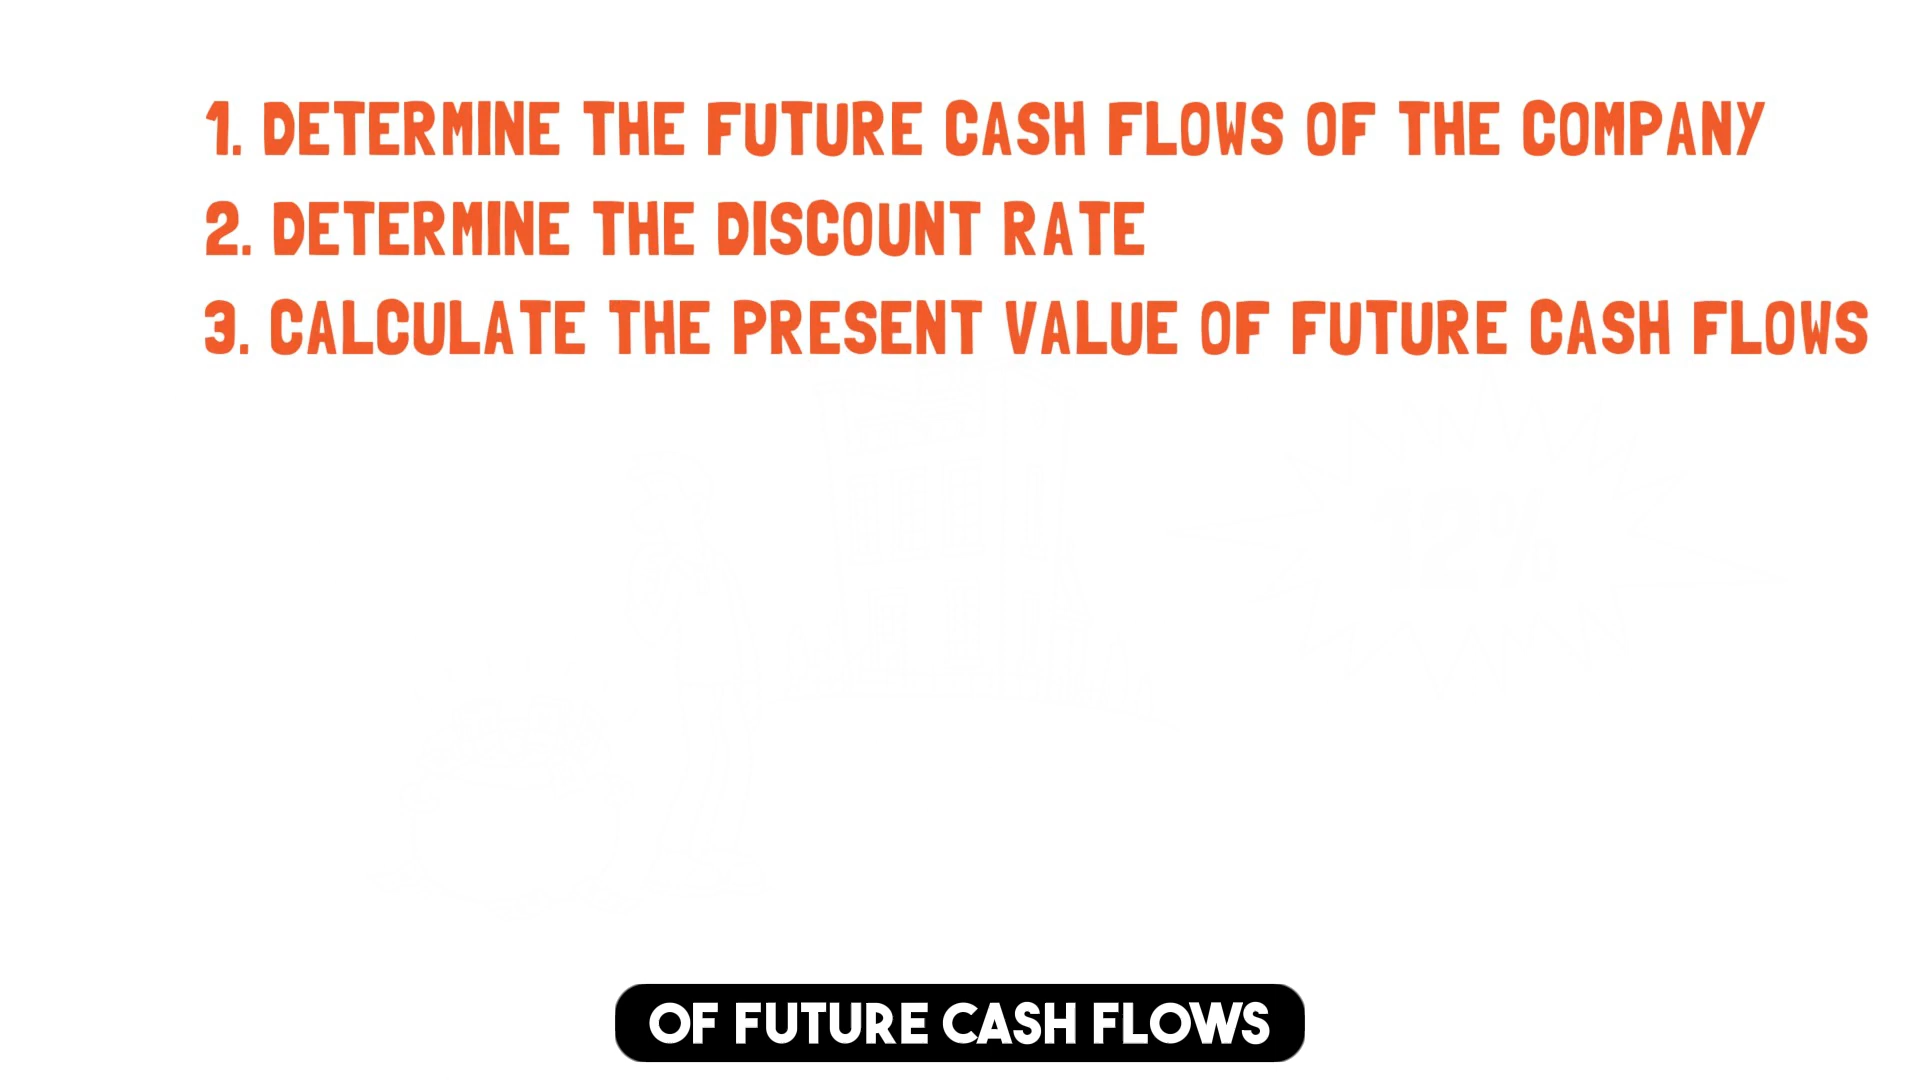 1. DETERMINE THE FUTURE CASH FLOWS OF THE COMPANY
2. DETERMINE THE DISCOUNT RATE
3. CALCULATE THE PRESENT VALUE OF FUTURE CASH FLOWS
12%
OF FUTURE CASH FLOWS